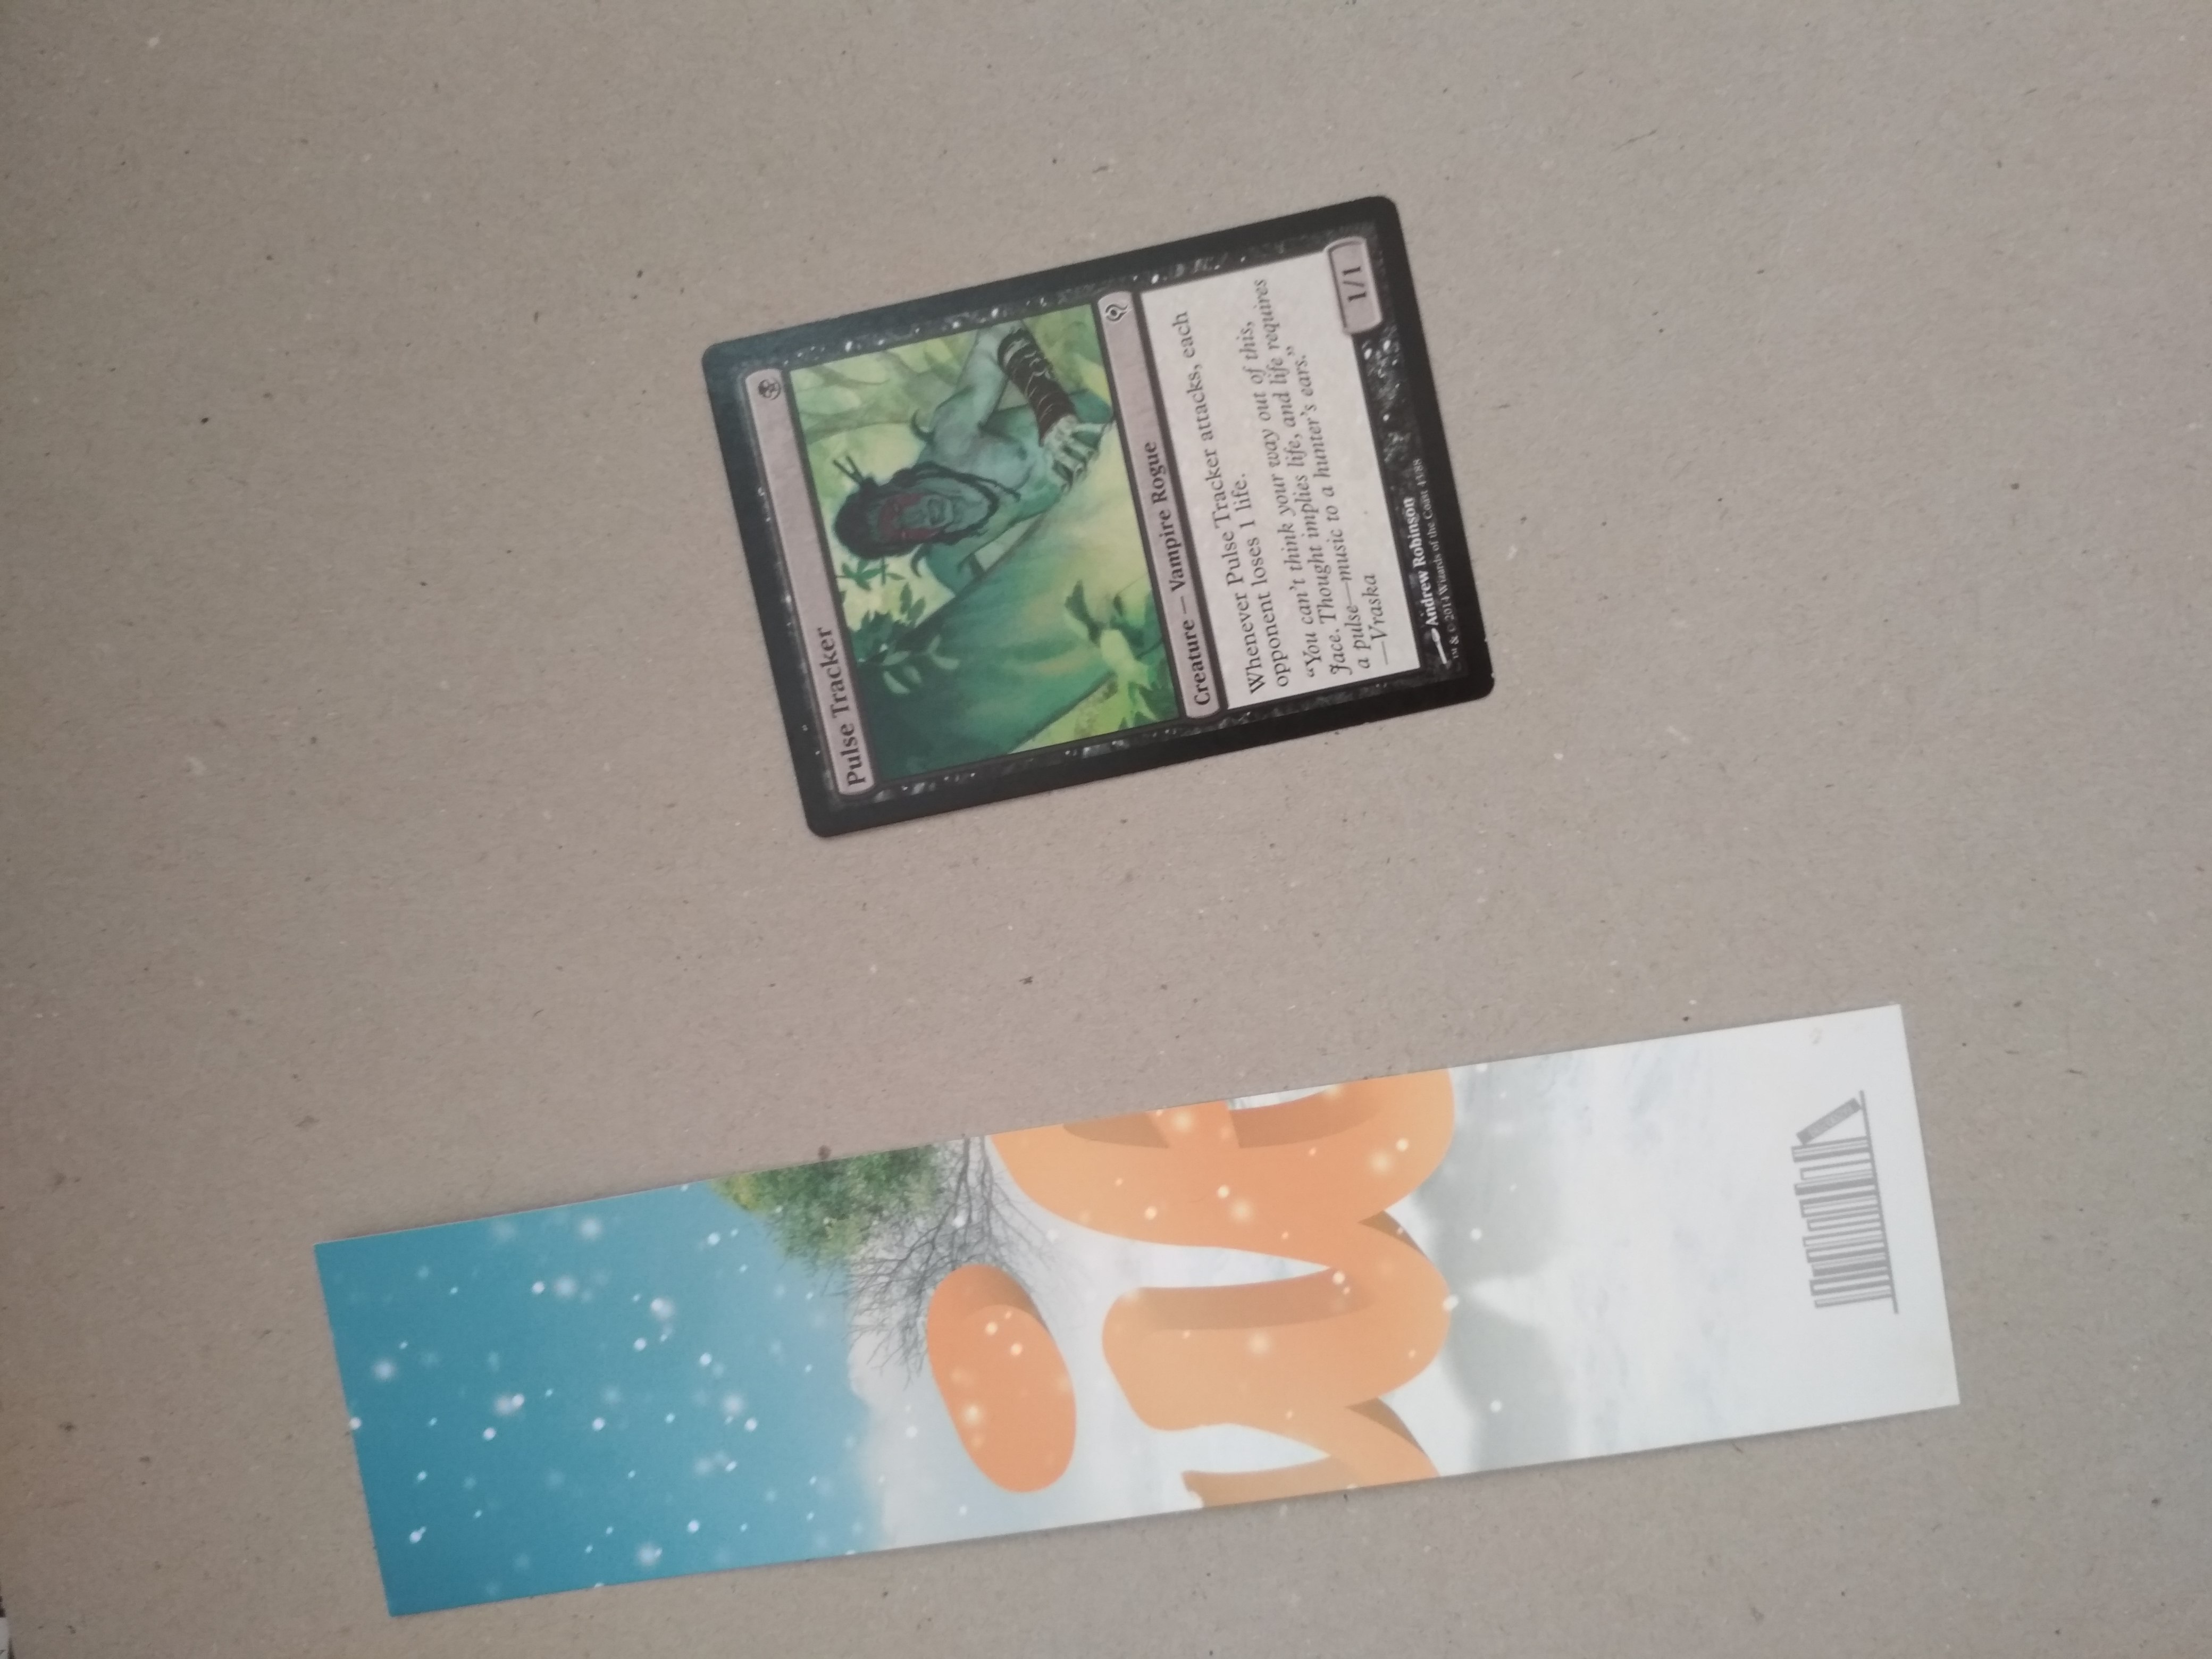 Pulse Tracker
Creature — Vampire Rogue
Whenever Pulse Tracker attacks, each
opponent loses 1 life.
“You can't think your way out of this,
Jace. Thought implies life, and life requires
a pulse—music to a hunter's ears.”
—Vraska
1/1
Andrew Robinson
™ & © 2014 Wizards of the Coast 45/88